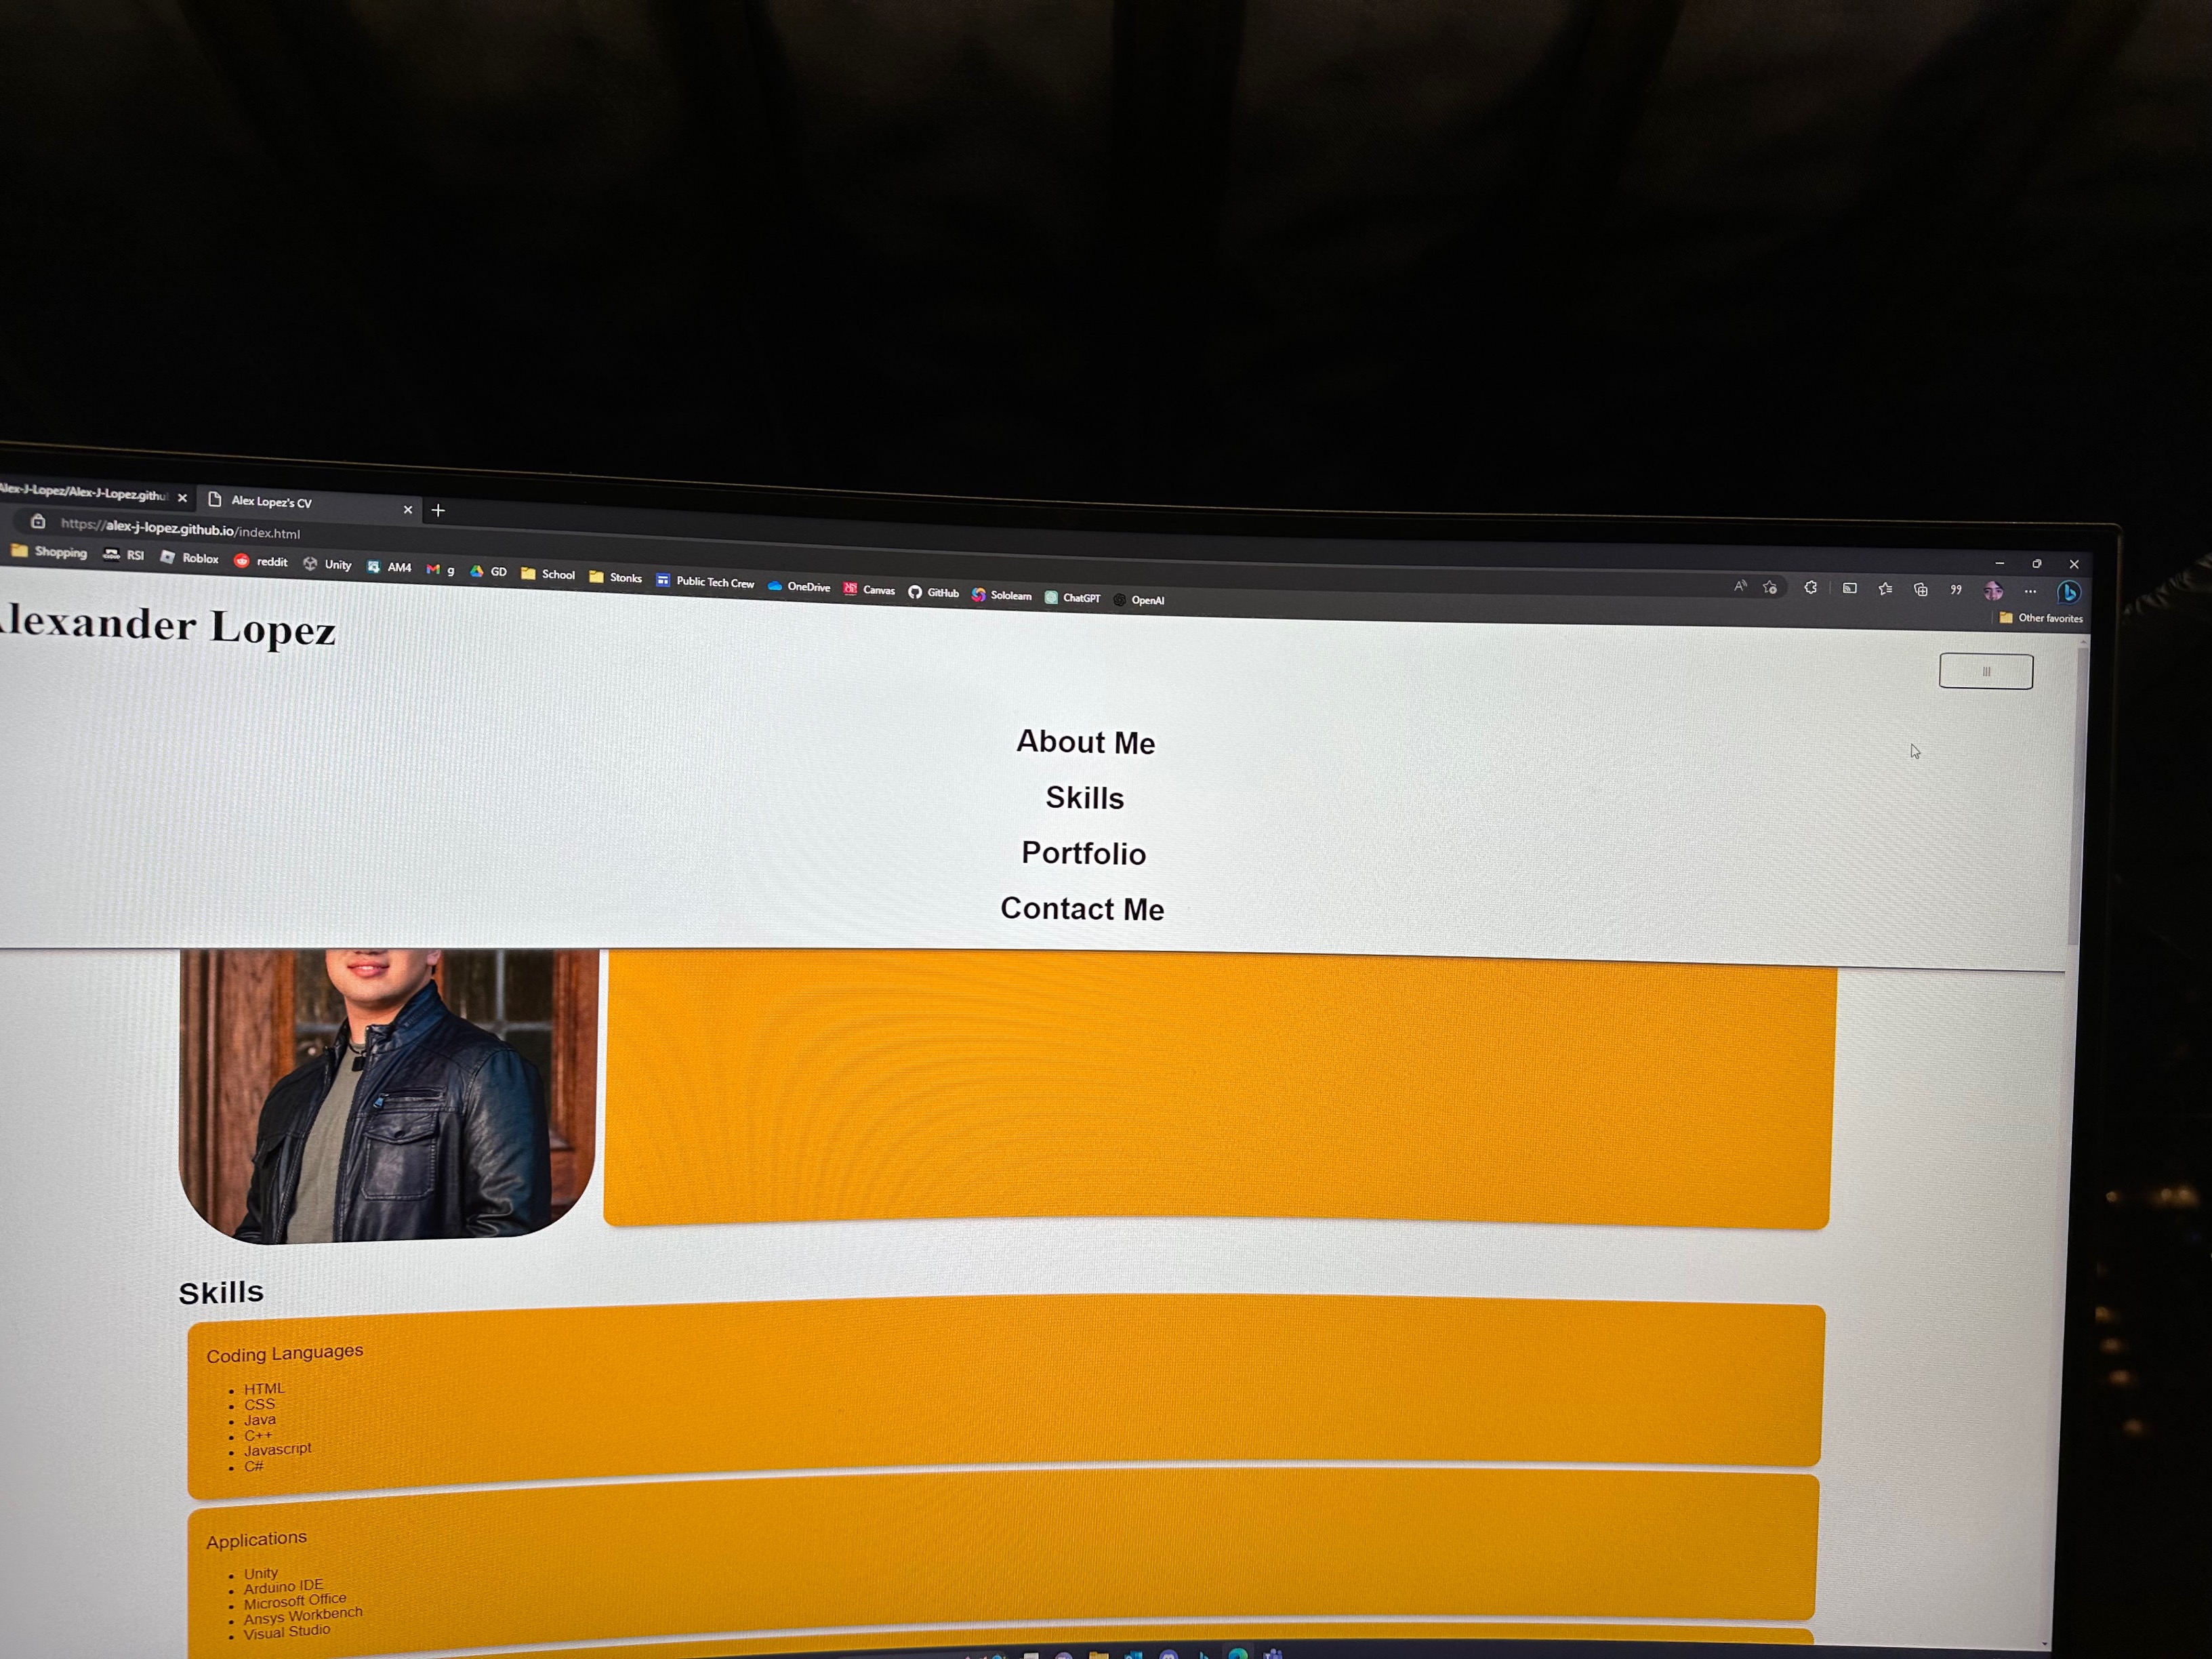 Alex-J-Lopez/Alex-J-Lopez.githu
Alex Lopez's CV
https://alex-j-lopez.github.io/index.html
Shopping RSI Roblox reddit Unity AM4 g GD School Stonks Public Tech Crew OneDrive Canvas GitHub Sololearn ChatGPT OpenAI
Other favorites
lexander Lopez
About Me
Skills
Portfolio
Contact Me
Skills
Coding Languages
• HTML
• CSS
• Java
• C++
• Javascript
• C#
Applications
• Unity
• Arduino IDE
• Microsoft Office
• Ansys Workbench
• Visual Studio